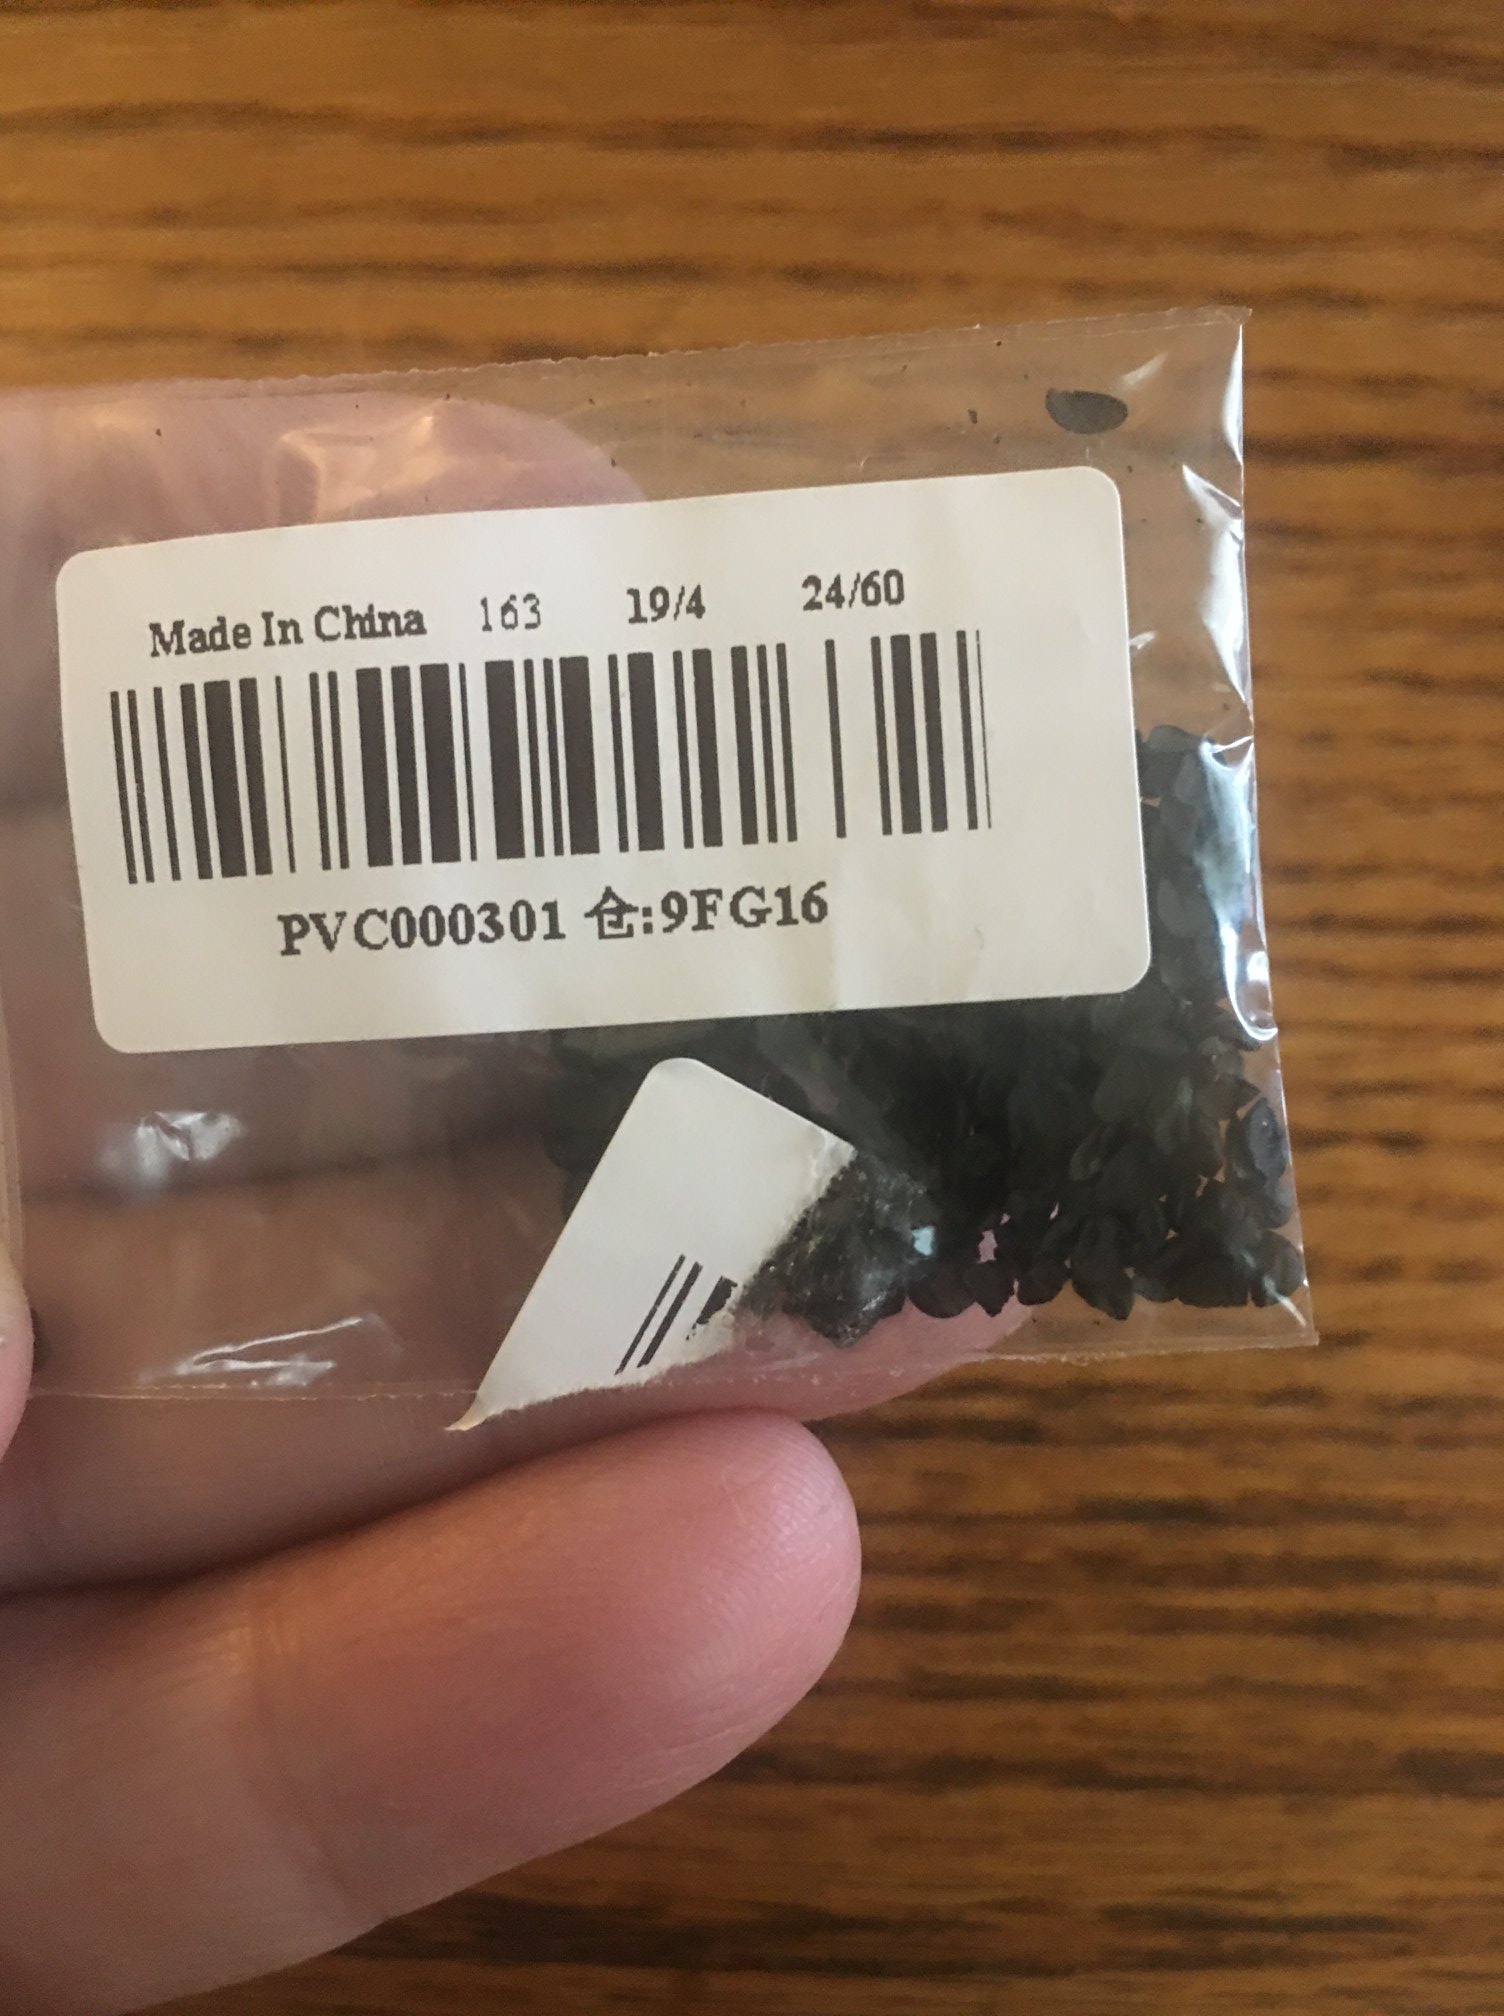 Made In China 163 19/4 24/60
PVC000301 仓:9FG16